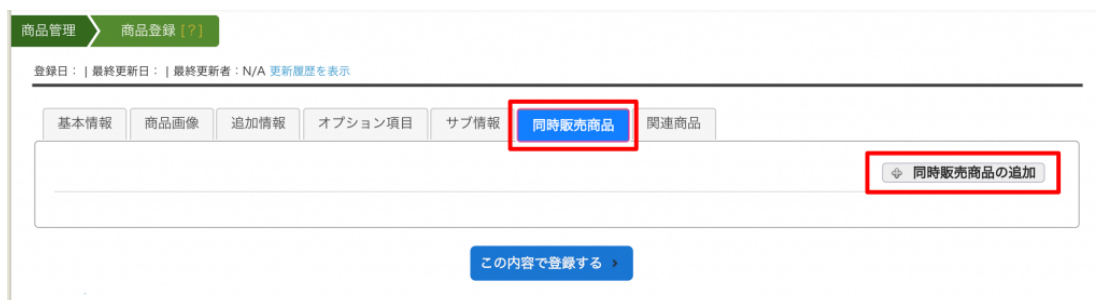 商品管理 商品登録 [?]
登録日： | 最終更新日： | 最終更新者：N/A 更新履歴を表示
基本情報 商品画像 追加情報 オプション項目 サブ情報 同時販売商品 関連商品
同時販売商品の追加
この内容で登録する